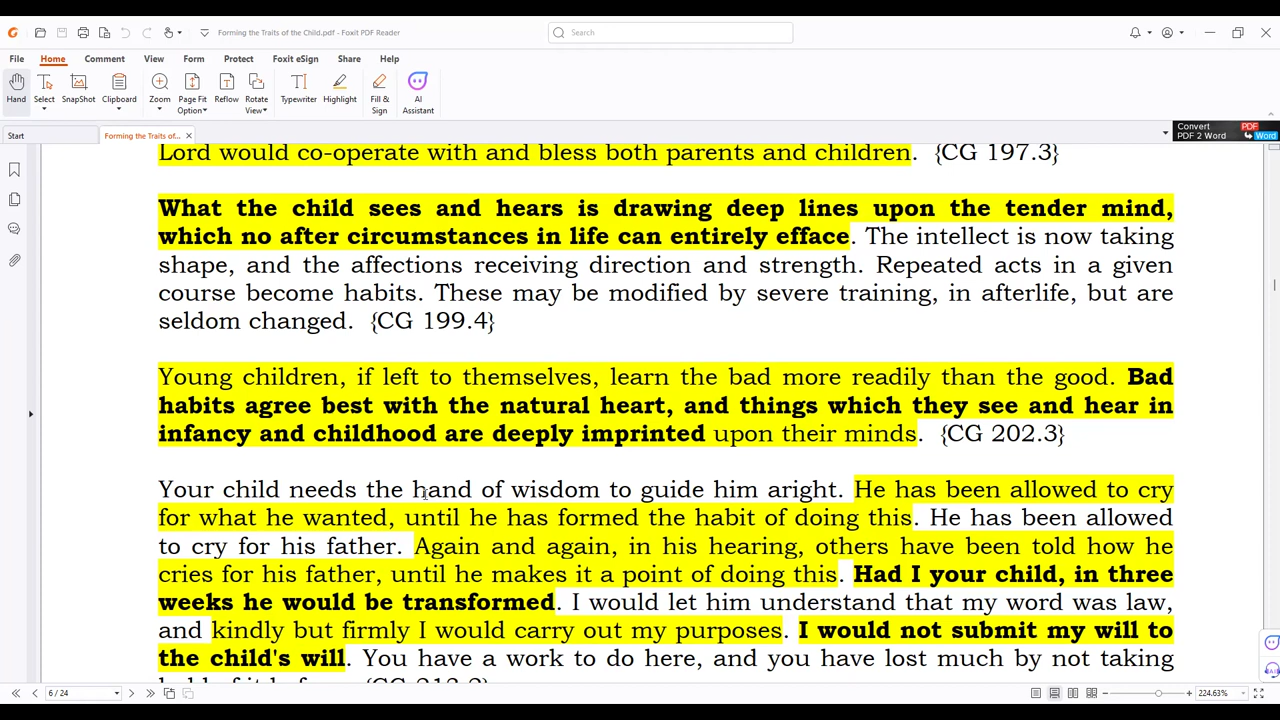 Forming the Traits of the Child.pdf - Foxit PDF Reader
Search
File Home Comment View Form Protect Foxit eSign Share Help
Hand Select SnapShot Clipboard Zoom Page Fit Option Reflow Rotate View Typewriter Highlight Fill & Sign AI Assistant
Start Forming the Traits of...
Convert PDF 2 Word PDF Word
Lord would co-operate with and bless both parents and children. {CG 197.3}
What the child sees and hears is drawing deep lines upon the tender mind,
which no after circumstances in life can entirely efface. The intellect is now taking
shape, and the affections receiving direction and strength. Repeated acts in a given
course become habits. These may be modified by severe training, in afterlife, but are
seldom changed. {CG 199.4}
Young children, if left to themselves, learn the bad more readily than the good. Bad
habits agree best with the natural heart, and things which they see and hear in
infancy and childhood are deeply imprinted upon their minds. {CG 202.3}
Your child needs the hand of wisdom to guide him aright. He has been allowed to cry
for what he wanted, until he has formed the habit of doing this. He has been allowed
to cry for his father. Again and again, in his hearing, others have been told how he
cries for his father, until he makes it a point of doing this. Had I your child, in three
weeks he would be transformed. I would let him understand that my word was law,
and kindly but firmly I would carry out my purposes. I would not submit my will to
the child's will. You have a work to do here, and you have lost much by not taking
6 / 24
224.63%